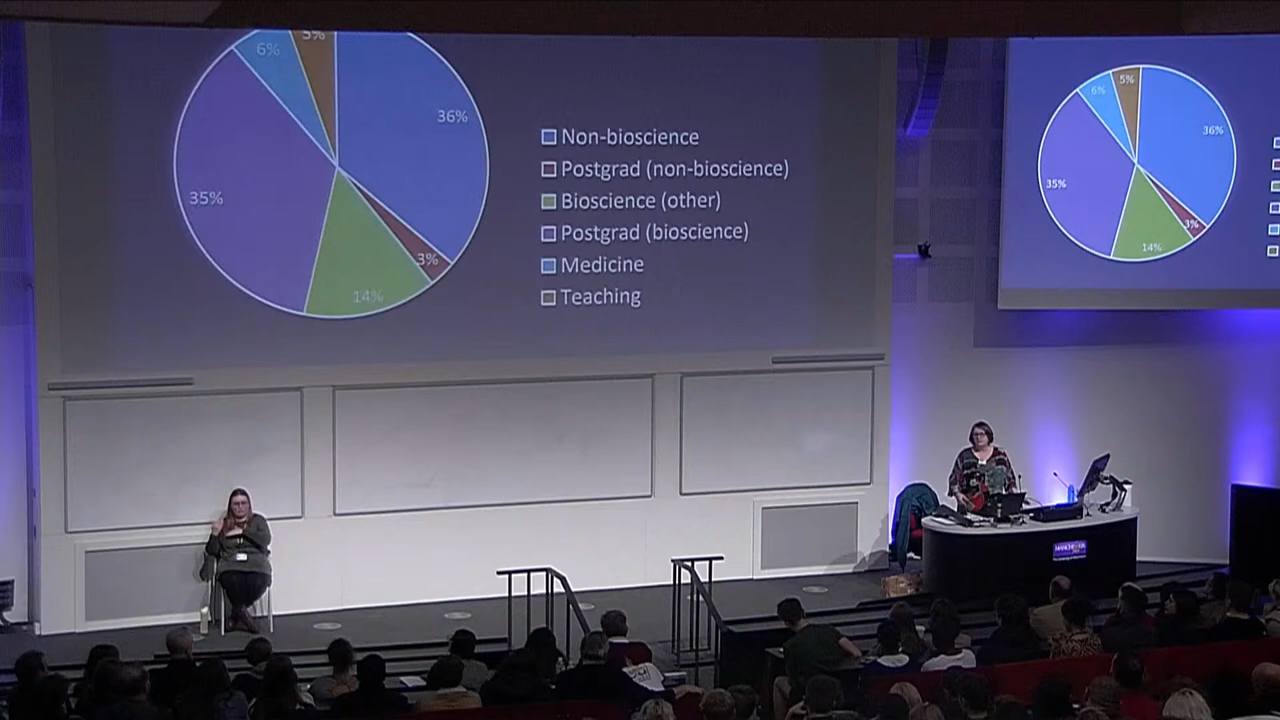 5%
6%
36%
35%
3%
14%
Non-bioscience
Postgrad (non-bioscience)
Bioscience (other)
Postgrad (bioscience)
Medicine
Teaching
5%
6%
36%
35%
3%
14%
MANCHESTER